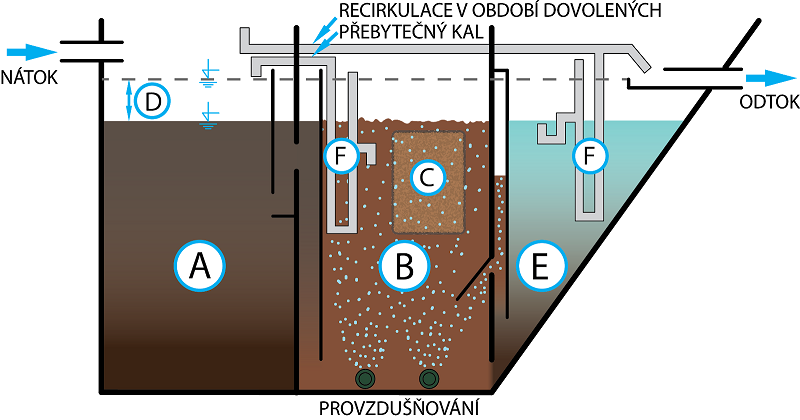 RECIRKULACE V OBDOBÍ DOVOLENÝCH
PŘEBYTEČNÝ KAL
NÁTOK
ODTOK
D
F
C
F
A
B
E
PROVZDUŠŇOVÁNÍ